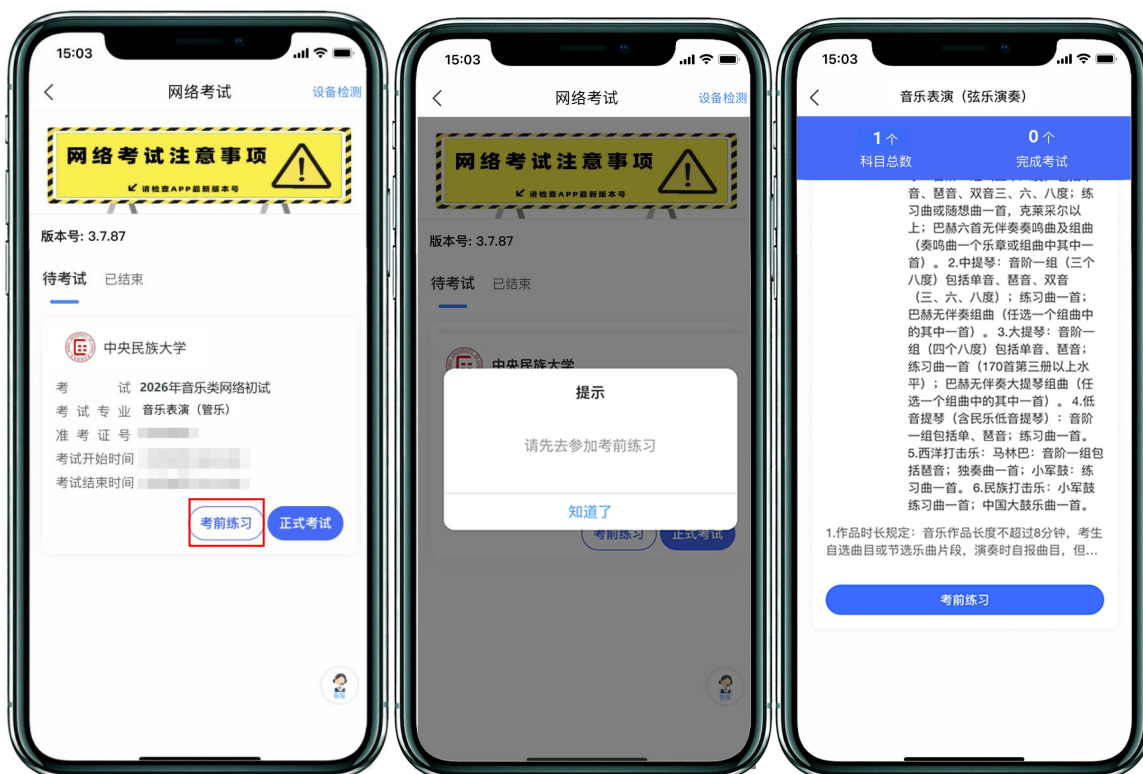 15:03
网络考试
设备检测
网络考试注意事项
请检查APP最新版本号
版本号: 3.7.87
待考试 已结束
中央民族大学
考 试 2026年音乐类网络初试
考 试 专 业 音乐表演（管乐）
准 考 证 号
考试开始时间
考试结束时间
考前练习
正式考试
客服
15:03
网络考试
设备检测
网络考试注意事项
请检查APP最新版本号
版本号: 3.7.87
待考试 已结束
中央民族大学
提示
请先去参加考前练习
知道了
考前练习
正式考试
客服
15:03
音乐表演（弦乐演奏）
1个
0个
科目总数
完成考试
音、琶音、双音三、六、八度；练
习曲或随想曲一首，克莱采尔以
上；巴赫六首无伴奏奏鸣曲及组曲
（奏鸣曲一个乐章或组曲中其中一
首）。2.中提琴：音阶一组（三个
八度）包括单音、琶音、双音
（三、六、八度）；练习曲一首；
巴赫无伴奏组曲（任选一个组曲中
的其中一首）。3.大提琴：音阶一
组（四个八度）包括单音、琶音；
练习曲一首（170首第三册以上水
平）；巴赫无伴奏大提琴组曲（任
选一个组曲中的其中一首）。4.低
音提琴（含民乐低音提琴）：音阶
一组包括单、琶音；练习曲一首。
5.西洋打击乐：马林巴：音阶一组包
括琶音；独奏曲一首；小军鼓：练
习曲一首。6.民族打击乐：小军鼓
练习曲一首；中国大鼓乐曲一首。
1.作品时长规定：音乐作品长度不超过8分钟，考生
自选曲目或节选乐曲片段，演奏时自报曲目，但...
考前练习